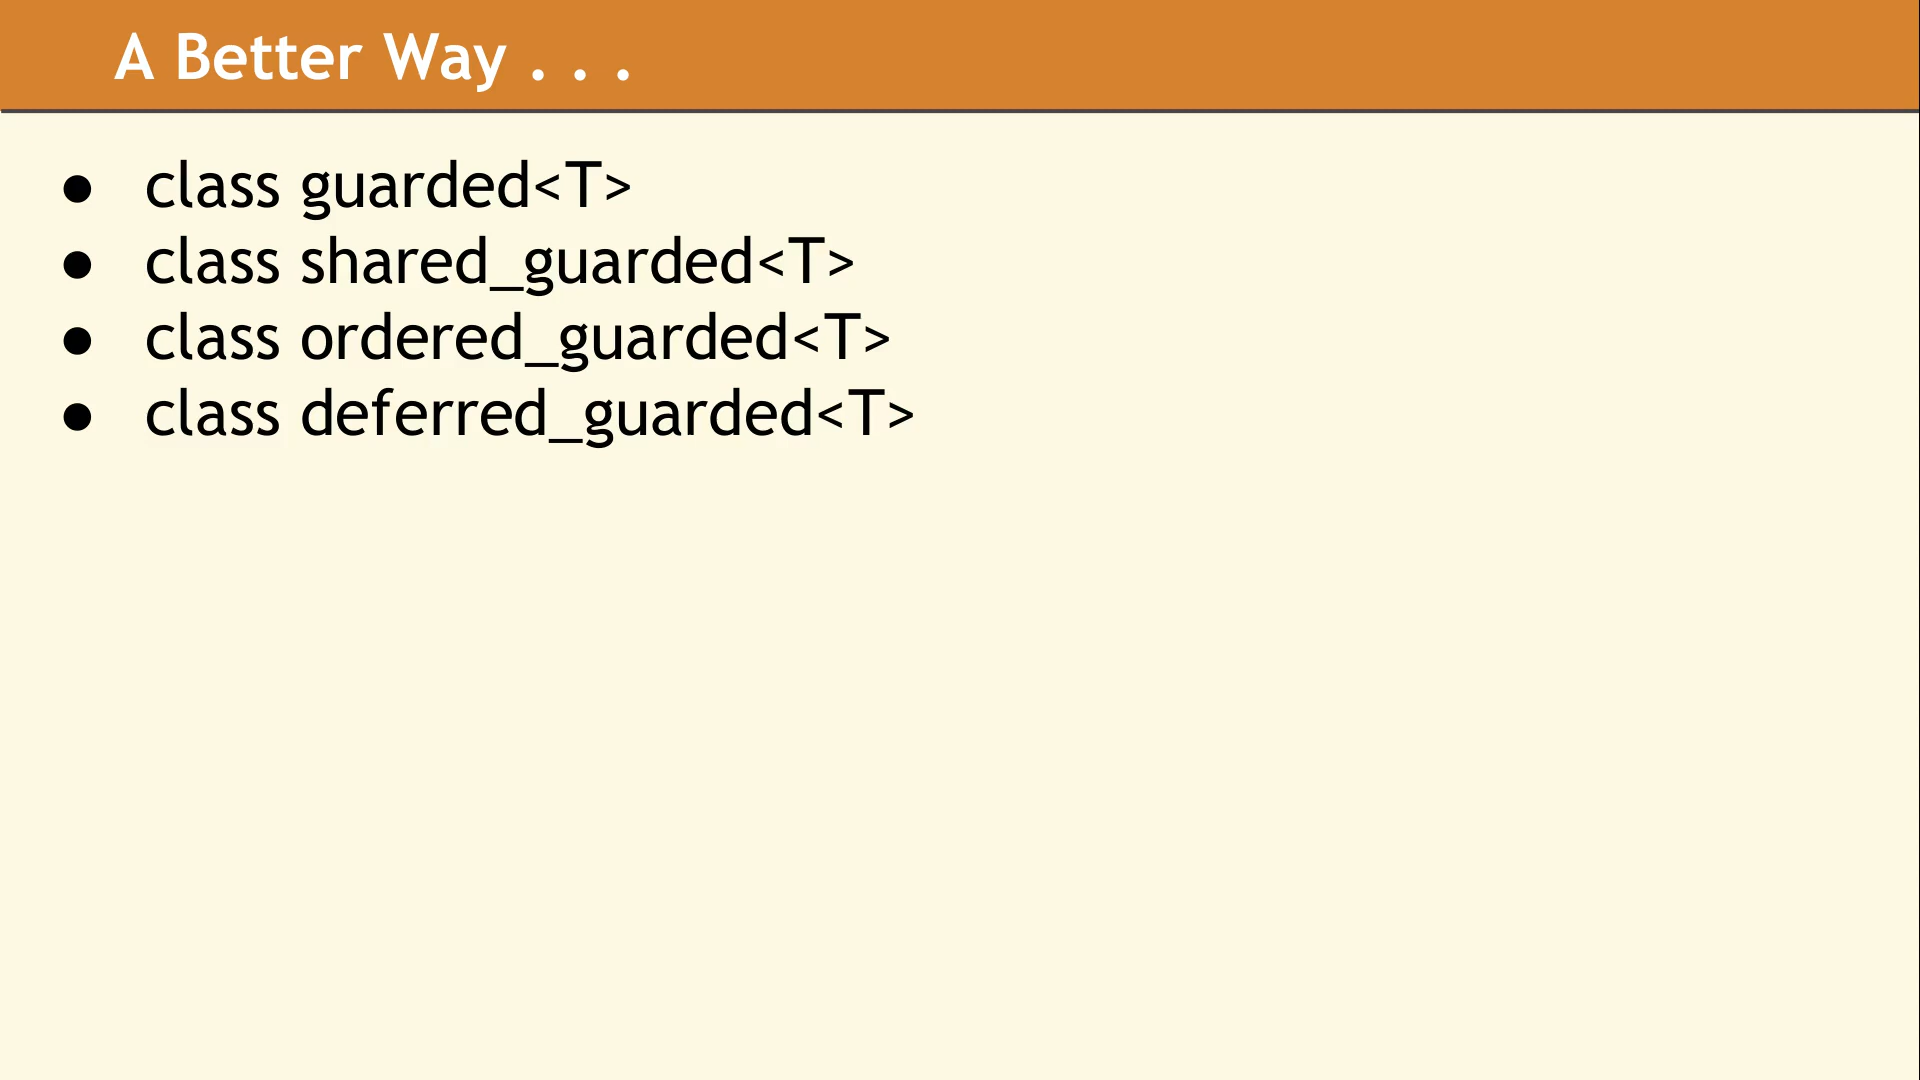 A Better Way . . .
● class guarded<T>
● class shared_guarded<T>
● class ordered_guarded<T>
● class deferred_guarded<T>